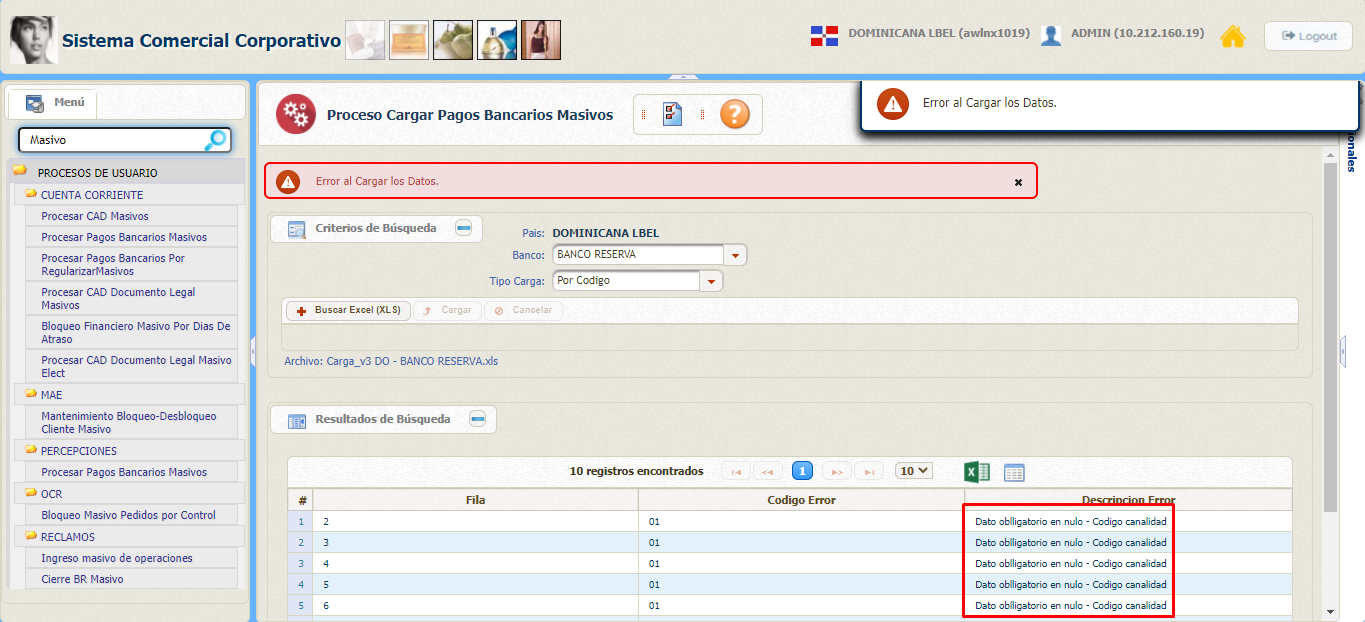 Sistema Comercial Corporativo
DOMINICANA LBEL (awlnx1019)
ADMIN (10.212.160.19)
Logout
Menú
Masivo
PROCESOS DE USUARIO
CUENTA CORRIENTE
Procesar CAD Masivos
Procesar Pagos Bancarios Masivos
Procesar Pagos Bancarios Por
RegularizarMasivos
Procesar CAD Documento Legal
Masivos
Bloqueo Financiero Masivo Por Dias De
Atraso
Procesar CAD Documento Legal Masivo
Elect
MAE
Mantenimiento Bloqueo-Desbloqueo
Cliente Masivo
PERCEPCIONES
Procesar Pagos Bancarios Masivos
OCR
Bloqueo Masivo Pedidos por Control
RECLAMOS
Ingreso masivo de operaciones
Cierre BR Masivo
Proceso Cargar Pagos Bancarios Masivos
?
Error al Cargar los Datos.
ionales
Error al Cargar los Datos.
Criterios de Búsqueda
Pais: DOMINICANA LBEL
Banco: BANCO RESERVA
Tipo Carga: Por Codigo
Buscar Excel (XLS) Cargar Cancelar
Archivo: Carga_v3 DO - BANCO RESERVA.xls
Resultados de Búsqueda
10 registros encontrados 1 10
# Fila Codigo Error Descripcion Error
1 2 01 Dato oblligatorio en nulo - Codigo canalidad
2 3 01 Dato oblligatorio en nulo - Codigo canalidad
3 4 01 Dato oblligatorio en nulo - Codigo canalidad
4 5 01 Dato oblligatorio en nulo - Codigo canalidad
5 6 01 Dato oblligatorio en nulo - Codigo canalidad